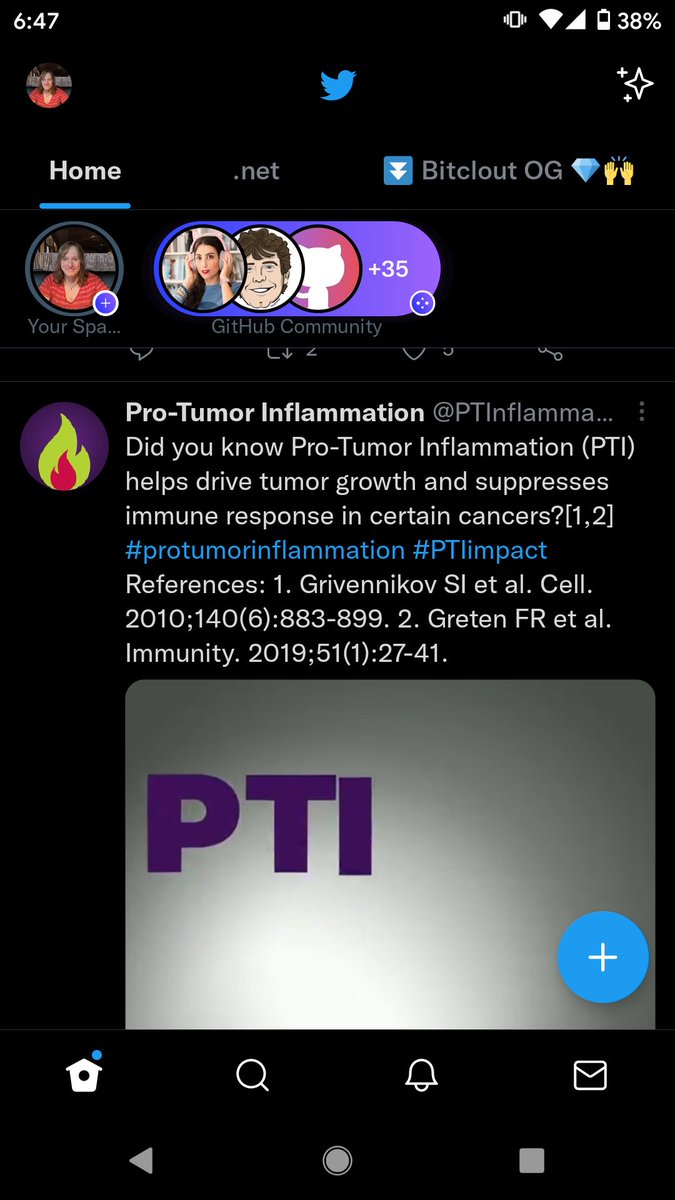 6:47
38%
Home
.net
⏬ Bitclout OG 💎🙌
+35
Your Spa...
GitHub Community
2
5
Pro-Tumor Inflammation @PTInflamma...
Did you know Pro-Tumor Inflammation (PTI)
helps drive tumor growth and suppresses
immune response in certain cancers?[1,2]
#protumorinflammation #PTIimpact
References: 1. Grivennikov SI et al. Cell.
2010;140(6):883-899. 2. Greten FR et al.
Immunity. 2019;51(1):27-41.
PTI